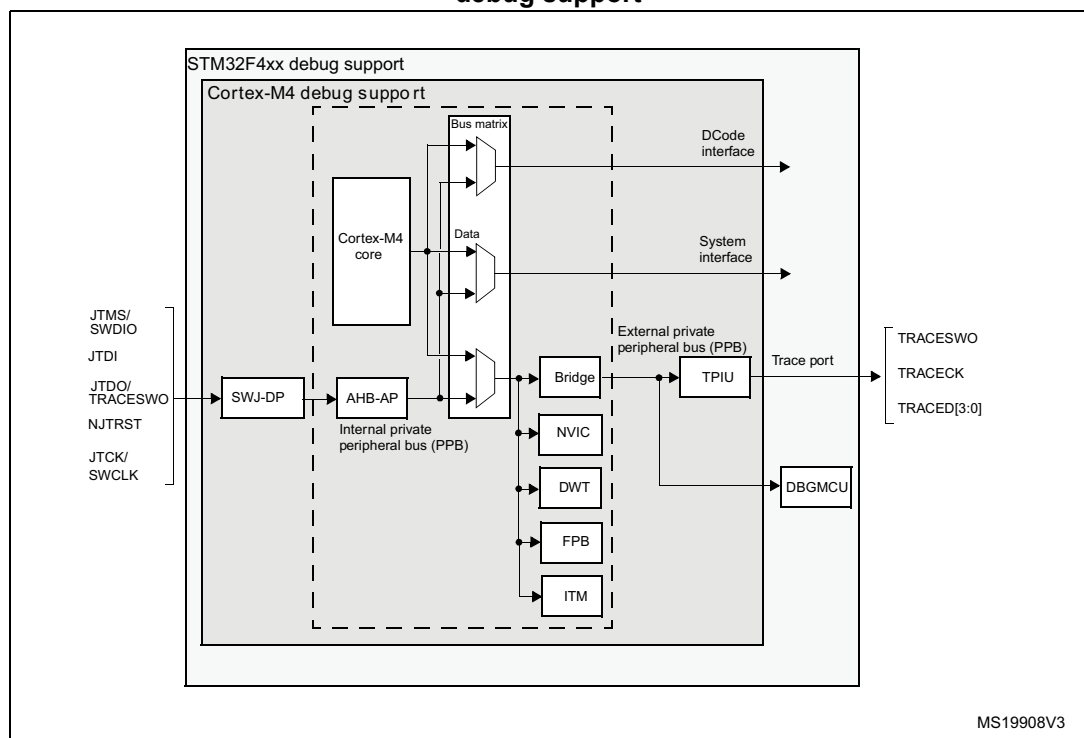 debug support
STM32F4xx debug support
Cortex-M4 debug support
Bus matrix
DCode
interface
Cortex-M4
core
Data
System
interface
JTMS/
SWDIO
JTDI
JTDO/
TRACESWO
NJTRST
JTCK/
SWCLK
SWJ-DP
AHB-AP
Internal private
peripheral bus (PPB)
External private
peripheral bus (PPB)
Bridge
NVIC
DWT
FPB
ITM
TPIU
Trace port
TRACESWO
TRACECK
TRACED[3:0]
DBGMCU
MS19908V3